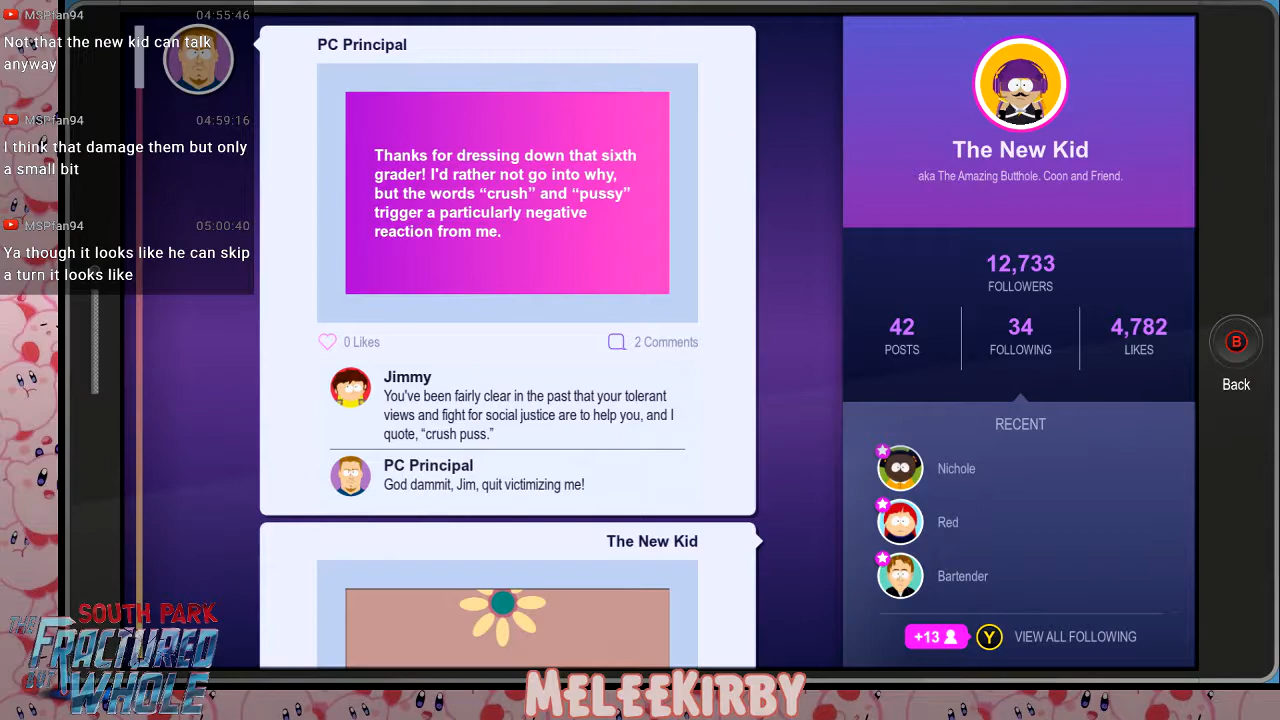 MSPfan94 04:55:46
Not that the new kid can talk
anyway
MSPfan94 04:59:16
I think that damage them but only
a small bit
MSPfan94 05:00:40
Ya though it looks like he can skip
a turn it looks like
PC Principal
Thanks for dressing down that sixth
grader! I'd rather not go into why,
but the words “crush” and “pussy”
trigger a particularly negative
reaction from me.
0 Likes
2 Comments
Jimmy
You've been fairly clear in the past that your tolerant
views and fight for social justice are to help you, and I
quote, “crush puss.”
PC Principal
God dammit, Jim, quit victimizing me!
The New Kid
The New Kid
aka The Amazing Butthole. Coon and Friend.
12,733
FOLLOWERS
42
POSTS
34
FOLLOWING
4,782
LIKES
RECENT
Nichole
Red
Bartender
+13
Y
VIEW ALL FOLLOWING
B
Back
SOUTH PARK
THE
FRACTURED
BUT
WHOLE
MELEEKIRBY